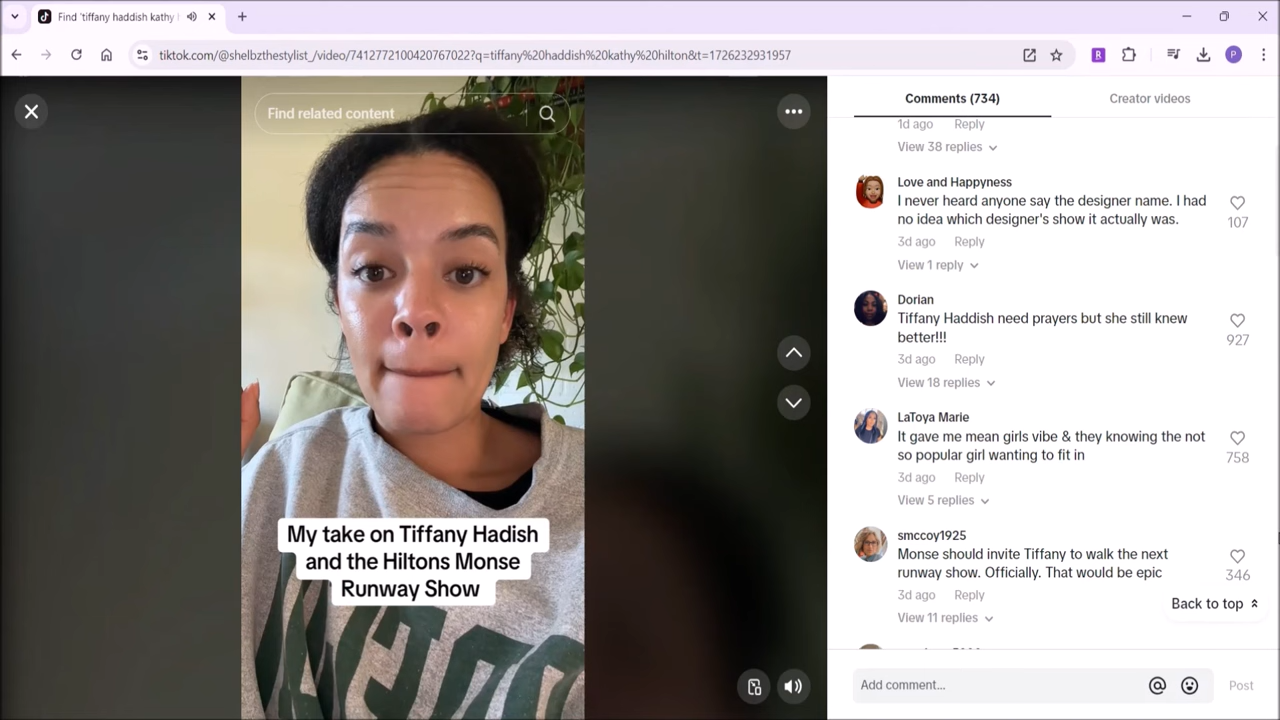 Find 'tiffany haddish kathy
tiktok.com/@shelbzthestylist_/video/7412772100420767022?q=tiffany%20haddish%20kathy%20hilton&t=1726232931957
R
P
Find related content
My take on Tiffany Hadish
and the Hiltons Monse
Runway Show
Comments (734)
Creator videos
1d ago Reply
View 38 replies
Love and Happyness
I never heard anyone say the designer name. I had
no idea which designer's show it actually was.
107
3d ago Reply
View 1 reply
Dorian
Tiffany Haddish need prayers but she still knew
better!!!
927
3d ago Reply
View 18 replies
LaToya Marie
It gave me mean girls vibe & they knowing the not
so popular girl wanting to fit in
758
3d ago Reply
View 5 replies
smccoy1925
Monse should invite Tiffany to walk the next
runway show. Officially. That would be epic
346
3d ago Reply
View 11 replies
Back to top
Add comment...
Post